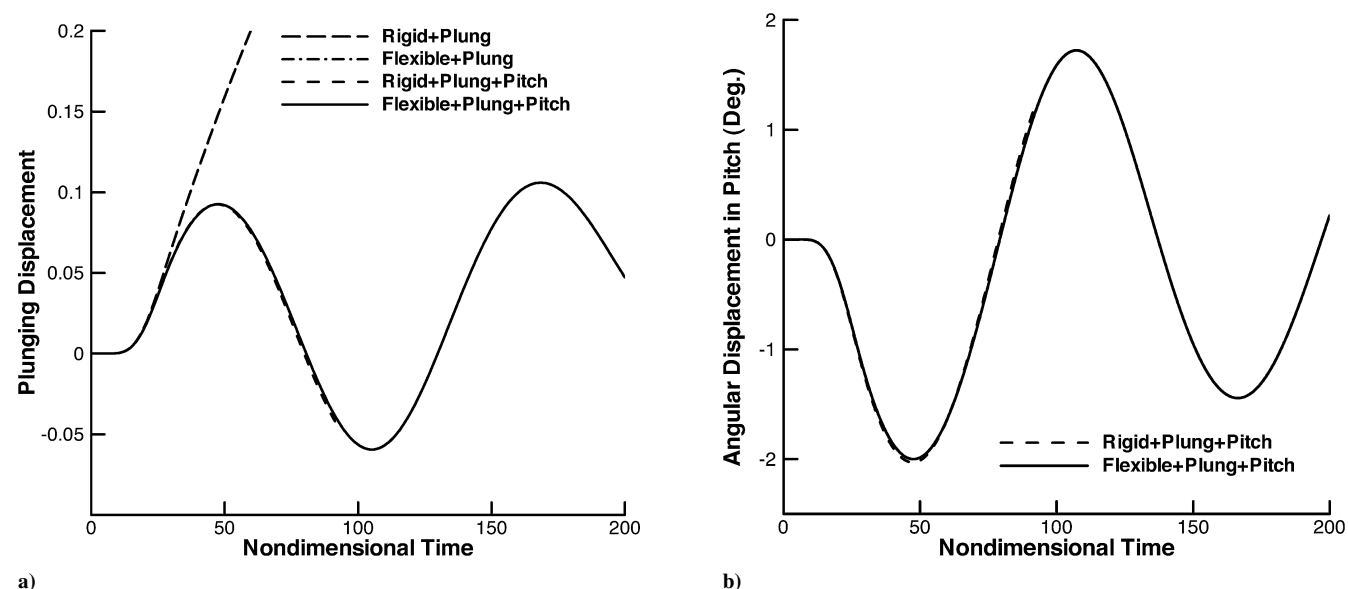 0.2
0.15
0.1
0.05
0
-0.05
Plunging Displacement
Rigid+Plung
Flexible+Plung
Rigid+Plung+Pitch
Flexible+Plung+Pitch
0 50 100 150 200
Nondimensional Time
a)
2
1
0
-1
-2
Angular Displacement in Pitch (Deg.)
Rigid+Plung+Pitch
Flexible+Plung+Pitch
0 50 100 150 200
Nondimensional Time
b)